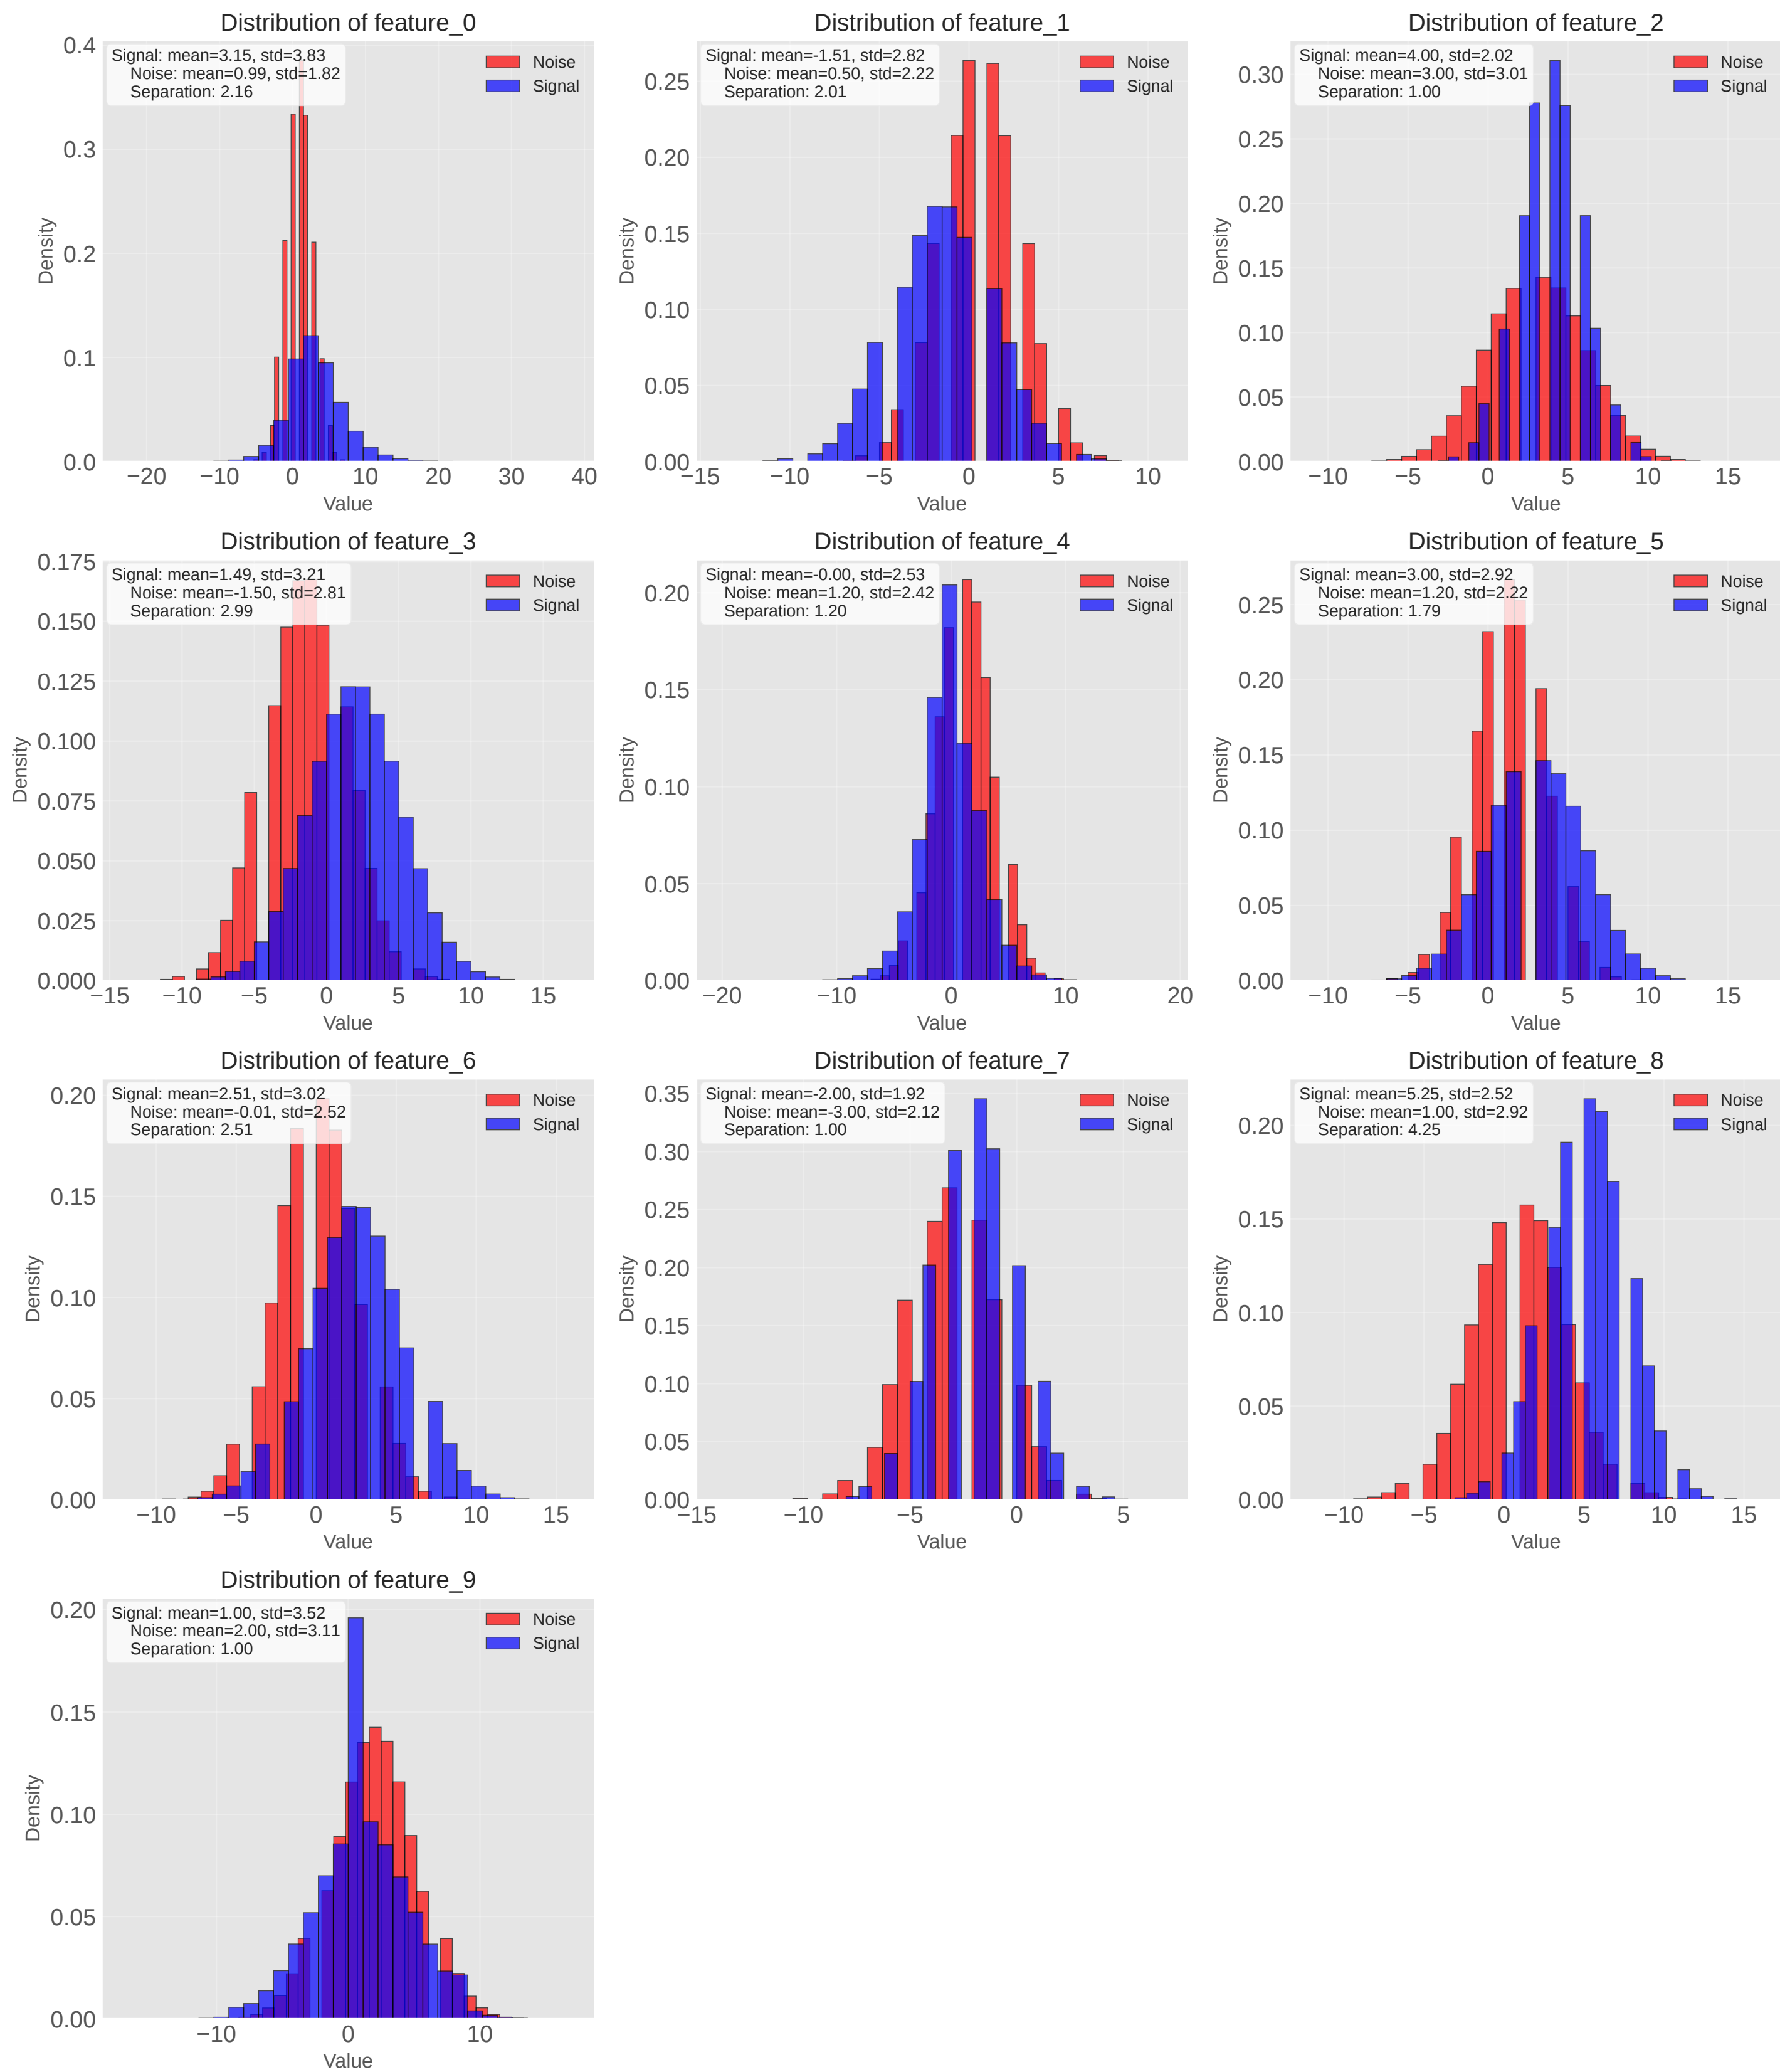 Distribution of feature_0
Signal: mean=3.15, std=3.83
Noise: mean=0.99, std=1.82
Separation: 2.16
Noise
Signal
Density
0.4
0.3
0.2
0.1
0.0
−20 −10 0 10 20 30 40
Value
Distribution of feature_1
Signal: mean=-1.51, std=2.82
Noise: mean=0.50, std=2.22
Separation: 2.01
Noise
Signal
Density
0.25
0.20
0.15
0.10
0.05
0.00
−15 −10 −5 0 5 10
Value
Distribution of feature_2
Signal: mean=4.00, std=2.02
Noise: mean=3.00, std=3.01
Separation: 1.00
Noise
Signal
Density
0.30
0.25
0.20
0.15
0.10
0.05
0.00
−10 −5 0 5 10 15
Value
Distribution of feature_3
Signal: mean=1.49, std=3.21
Noise: mean=-1.50, std=2.81
Separation: 2.99
Noise
Signal
Density
0.175
0.150
0.125
0.100
0.075
0.050
0.025
0.000
−15 −10 −5 0 5 10 15
Value
Distribution of feature_4
Signal: mean=-0.00, std=2.53
Noise: mean=1.20, std=2.42
Separation: 1.20
Noise
Signal
Density
0.20
0.15
0.10
0.05
0.00
−20 −10 0 10 20
Value
Distribution of feature_5
Signal: mean=3.00, std=2.92
Noise: mean=1.20, std=2.22
Separation: 1.79
Noise
Signal
Density
0.25
0.20
0.15
0.10
0.05
0.00
−10 −5 0 5 10 15
Value
Distribution of feature_6
Signal: mean=2.51, std=3.02
Noise: mean=-0.01, std=2.52
Separation: 2.51
Noise
Signal
Density
0.20
0.15
0.10
0.05
0.00
−10 −5 0 5 10 15
Value
Distribution of feature_7
Signal: mean=-2.00, std=1.92
Noise: mean=-3.00, std=2.12
Separation: 1.00
Noise
Signal
Density
0.35
0.30
0.25
0.20
0.15
0.10
0.05
0.00
−15 −10 −5 0 5
Value
Distribution of feature_8
Signal: mean=5.25, std=2.52
Noise: mean=1.00, std=2.92
Separation: 4.25
Noise
Signal
Density
0.20
0.15
0.10
0.05
0.00
−10 −5 0 5 10 15
Value
Distribution of feature_9
Signal: mean=1.00, std=3.52
Noise: mean=2.00, std=3.11
Separation: 1.00
Noise
Signal
Density
0.20
0.15
0.10
0.05
0.00
−10 0 10
Value